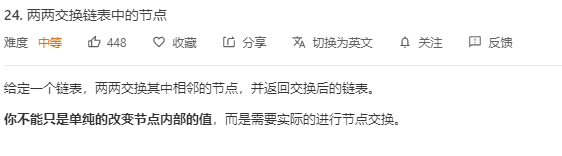 24. 两两交换链表中的节点
难度 中等 448 收藏 分享 切换为英文 关注 反馈
给定一个链表，两两交换其中相邻的节点，并返回交换后的链表。
你不能只是单纯的改变节点内部的值，而是需要实际的进行节点交换。